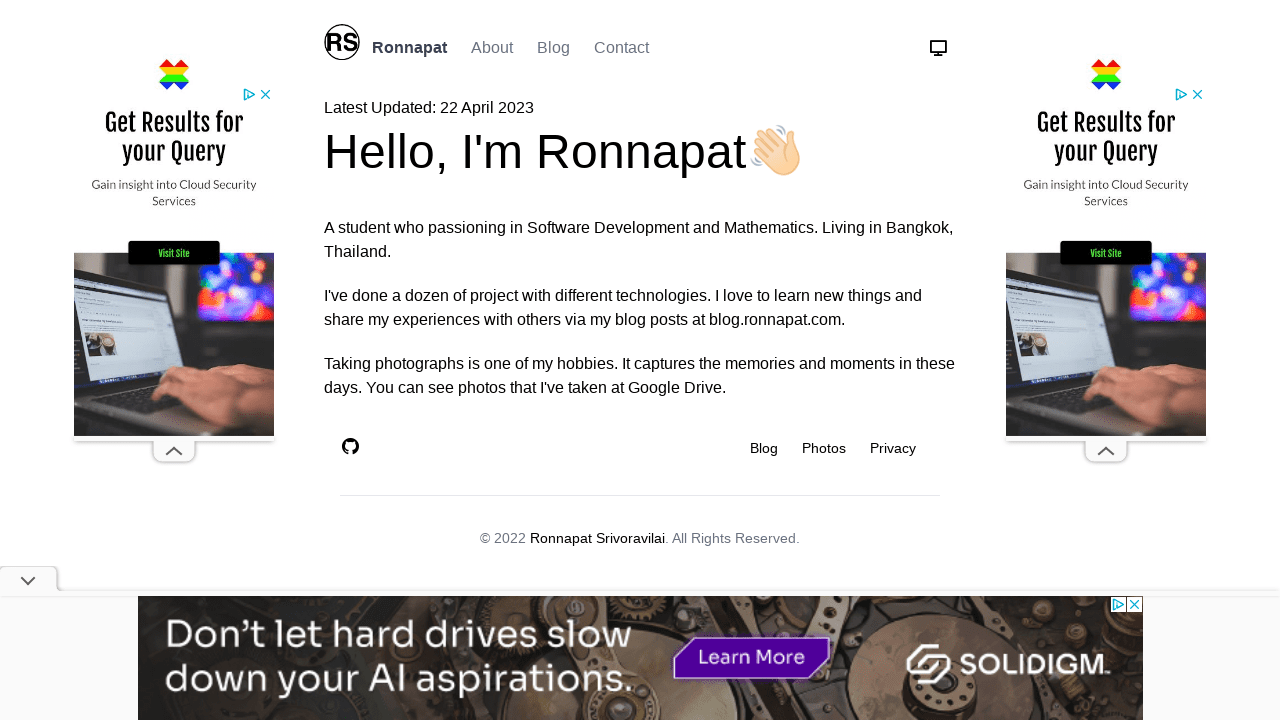 RS Ronnapat About Blog Contact
Latest Updated: 22 April 2023
Hello, I'm Ronnapat👋🏻
A student who passioning in Software Development and Mathematics. Living in Bangkok,
Thailand.
I've done a dozen of project with different technologies. I love to learn new things and
share my experiences with others via my blog posts at blog.ronnapat.com.
Taking photographs is one of my hobbies. It captures the memories and moments in these
days. You can see photos that I've taken at Google Drive.
Blog Photos Privacy
© 2022 Ronnapat Srivoravilai. All Rights Reserved.
Get Results for
your Query
Gain insight into Cloud Security
Services
Visit Site
Get Results for
your Query
Gain insight into Cloud Security
Services
Visit Site
Don't let hard drives slow
down your AI aspirations.
Learn More
SOLIDIGM